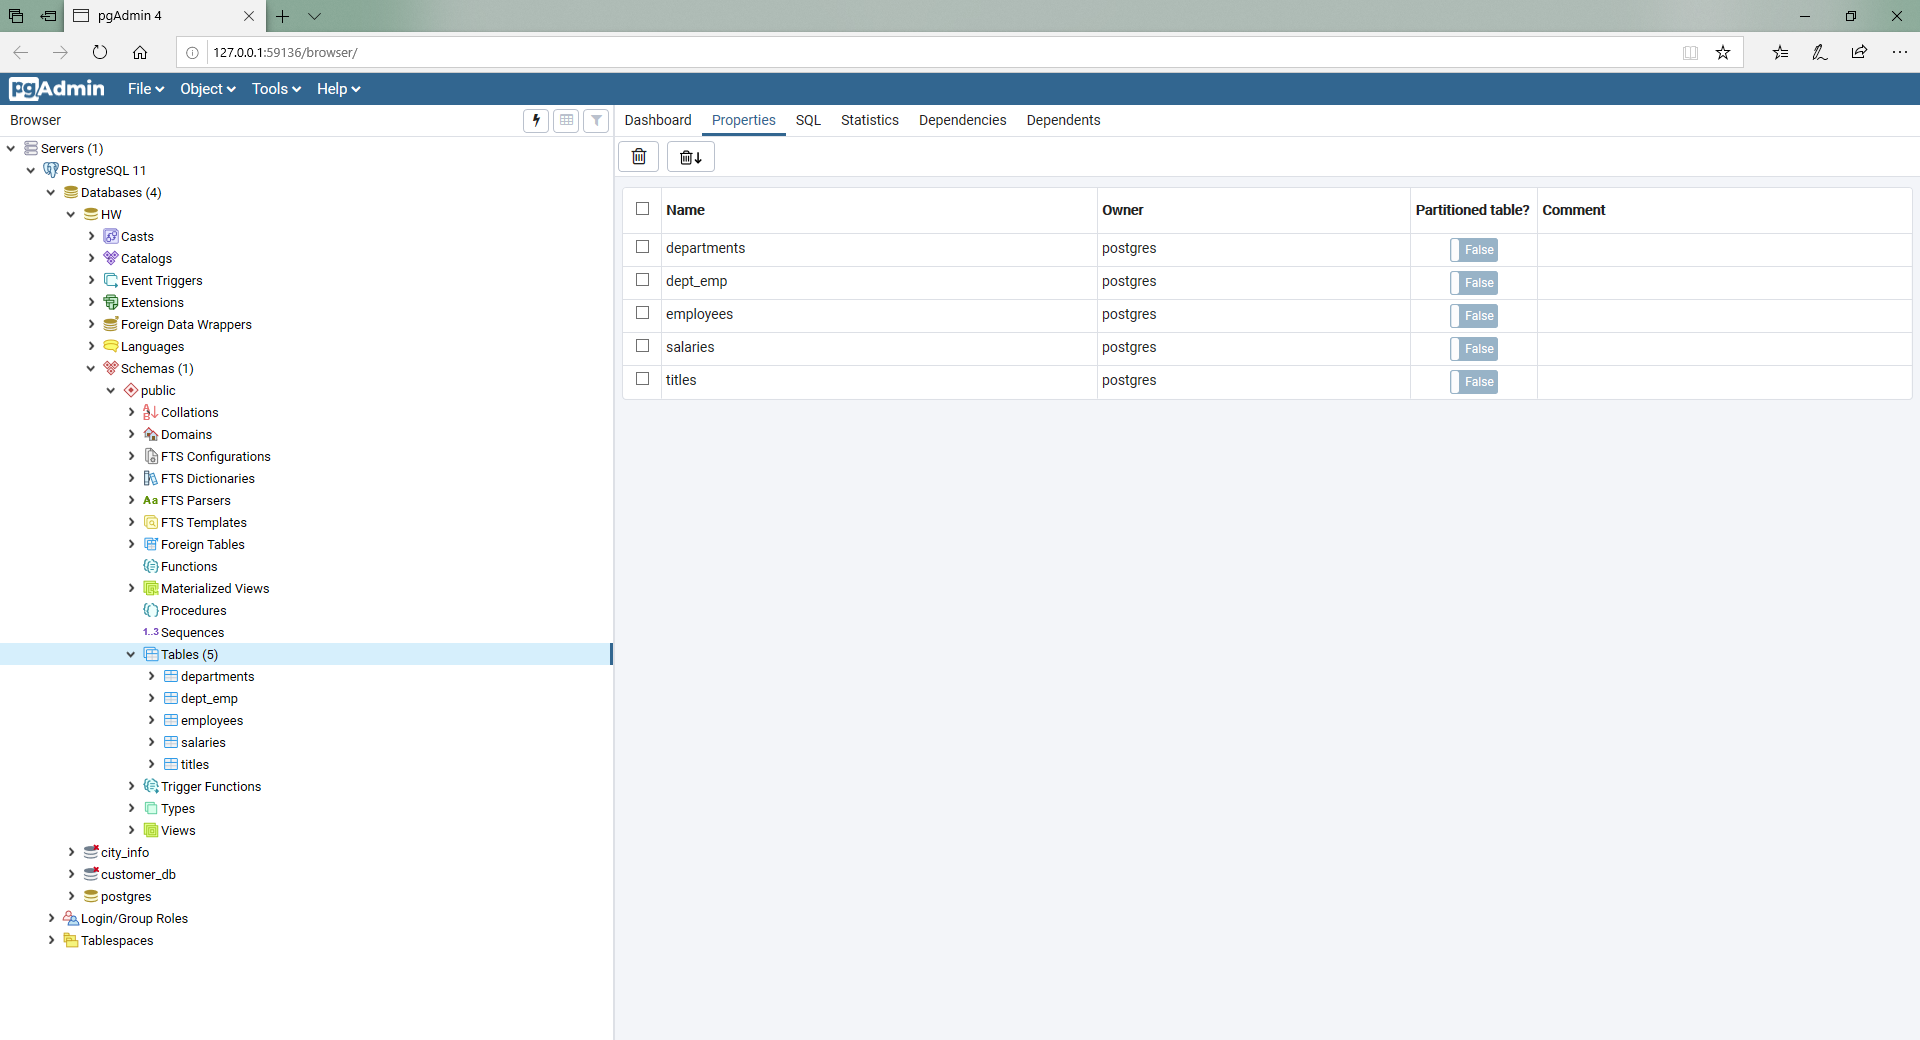 pgAdmin 4
127.0.0.1:59136/browser/
pgAdmin File Object Tools Help
Browser
Dashboard Properties SQL Statistics Dependencies Dependents
Servers (1)
PostgreSQL 11
Databases (4)
HW
Casts
Catalogs
Event Triggers
Extensions
Foreign Data Wrappers
Languages
Schemas (1)
public
Collations
Domains
FTS Configurations
FTS Dictionaries
Aa FTS Parsers
FTS Templates
Foreign Tables
Functions
Materialized Views
Procedures
1..3 Sequences
Tables (5)
departments
dept_emp
employees
salaries
titles
Trigger Functions
Types
Views
city_info
customer_db
postgres
Login/Group Roles
Tablespaces
Name Owner Partitioned table? Comment
departments postgres False
dept_emp postgres False
employees postgres False
salaries postgres False
titles postgres False